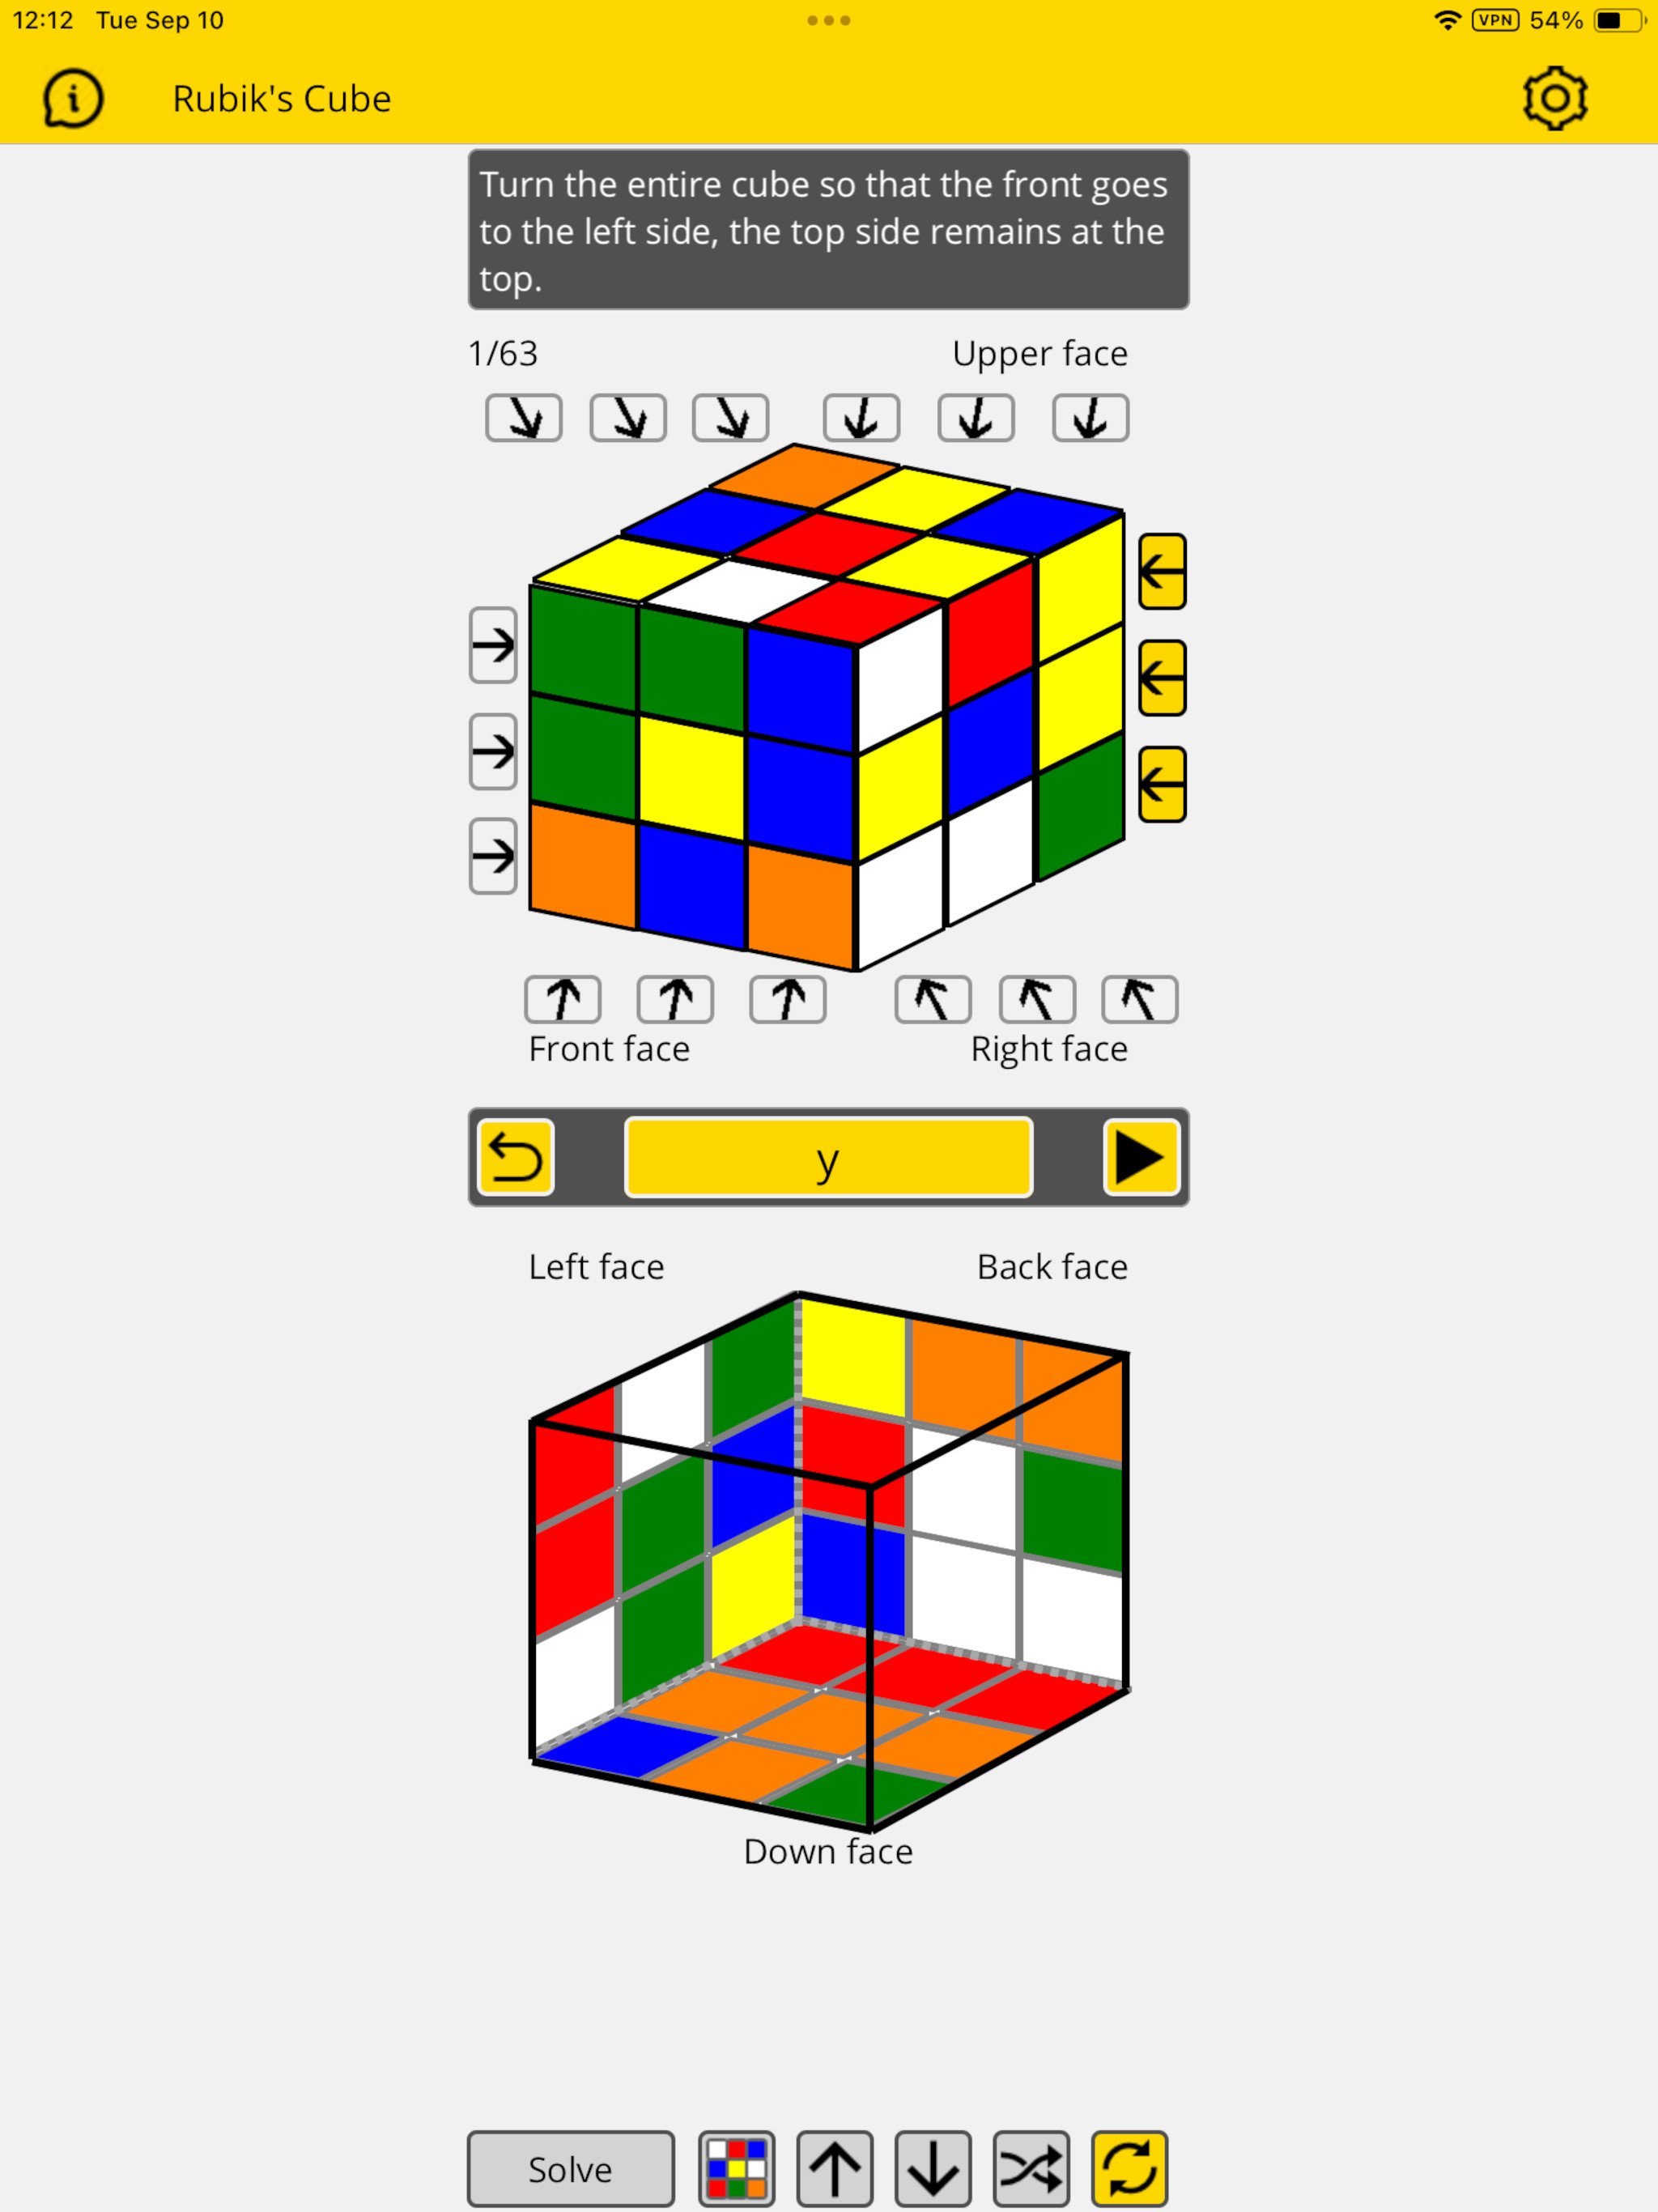 12:12 Tue Sep 10
VPN 54%
Rubik's Cube
Turn the entire cube so that the front goes
to the left side, the top side remains at the
top.
1/63
Upper face
Front face
Right face
y
Left face
Back face
Down face
Solve